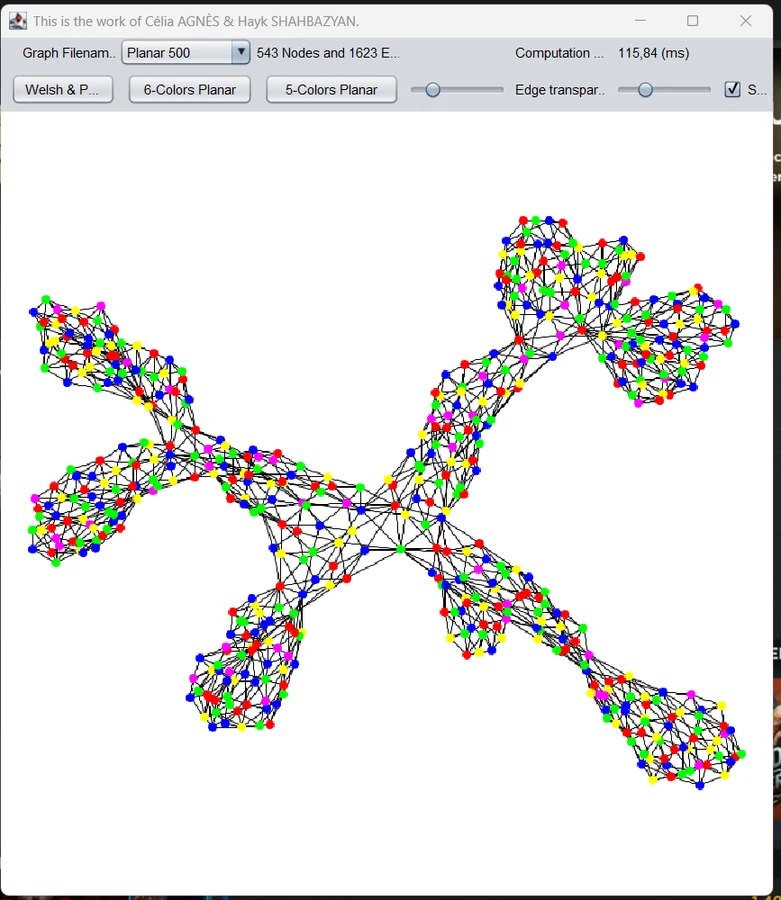 This is the work of Célia AGNÈS & Hayk SHAHBAZYAN.
Graph Filenam.. Planar 500 543 Nodes and 1623 E... Computation ... 115,84 (ms)
Welsh & P... 6-Colors Planar 5-Colors Planar Edge transpar.. S...